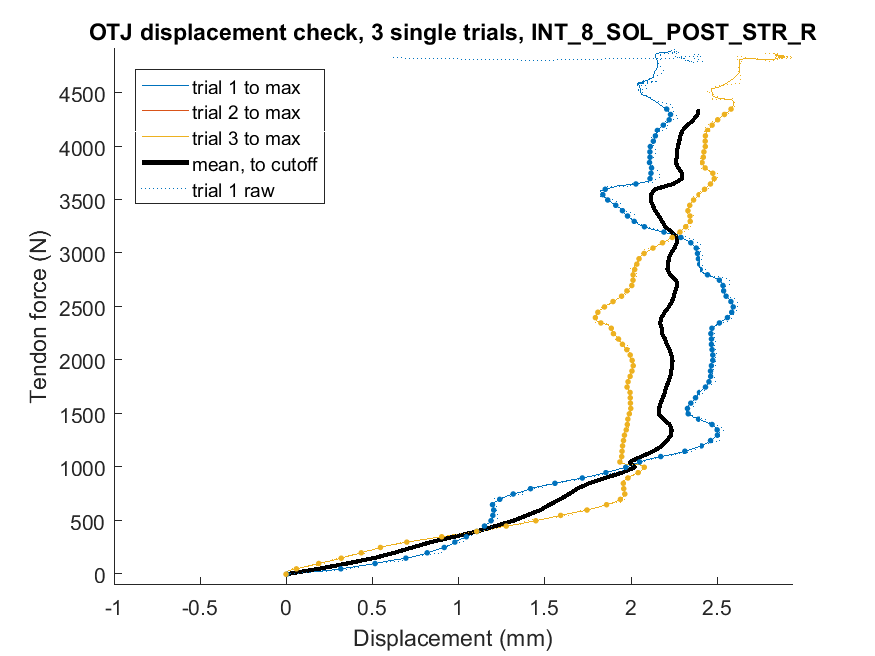 OTJ displacement check, 3 single trials, INT_8_SOL_POST_STR_R
trial 1 to max
trial 2 to max
trial 3 to max
mean, to cutoff
trial 1 raw
4500
4000
3500
3000
2500
2000
1500
1000
500
0
Tendon force (N)
-1 -0.5 0 0.5 1 1.5 2 2.5
Displacement (mm)